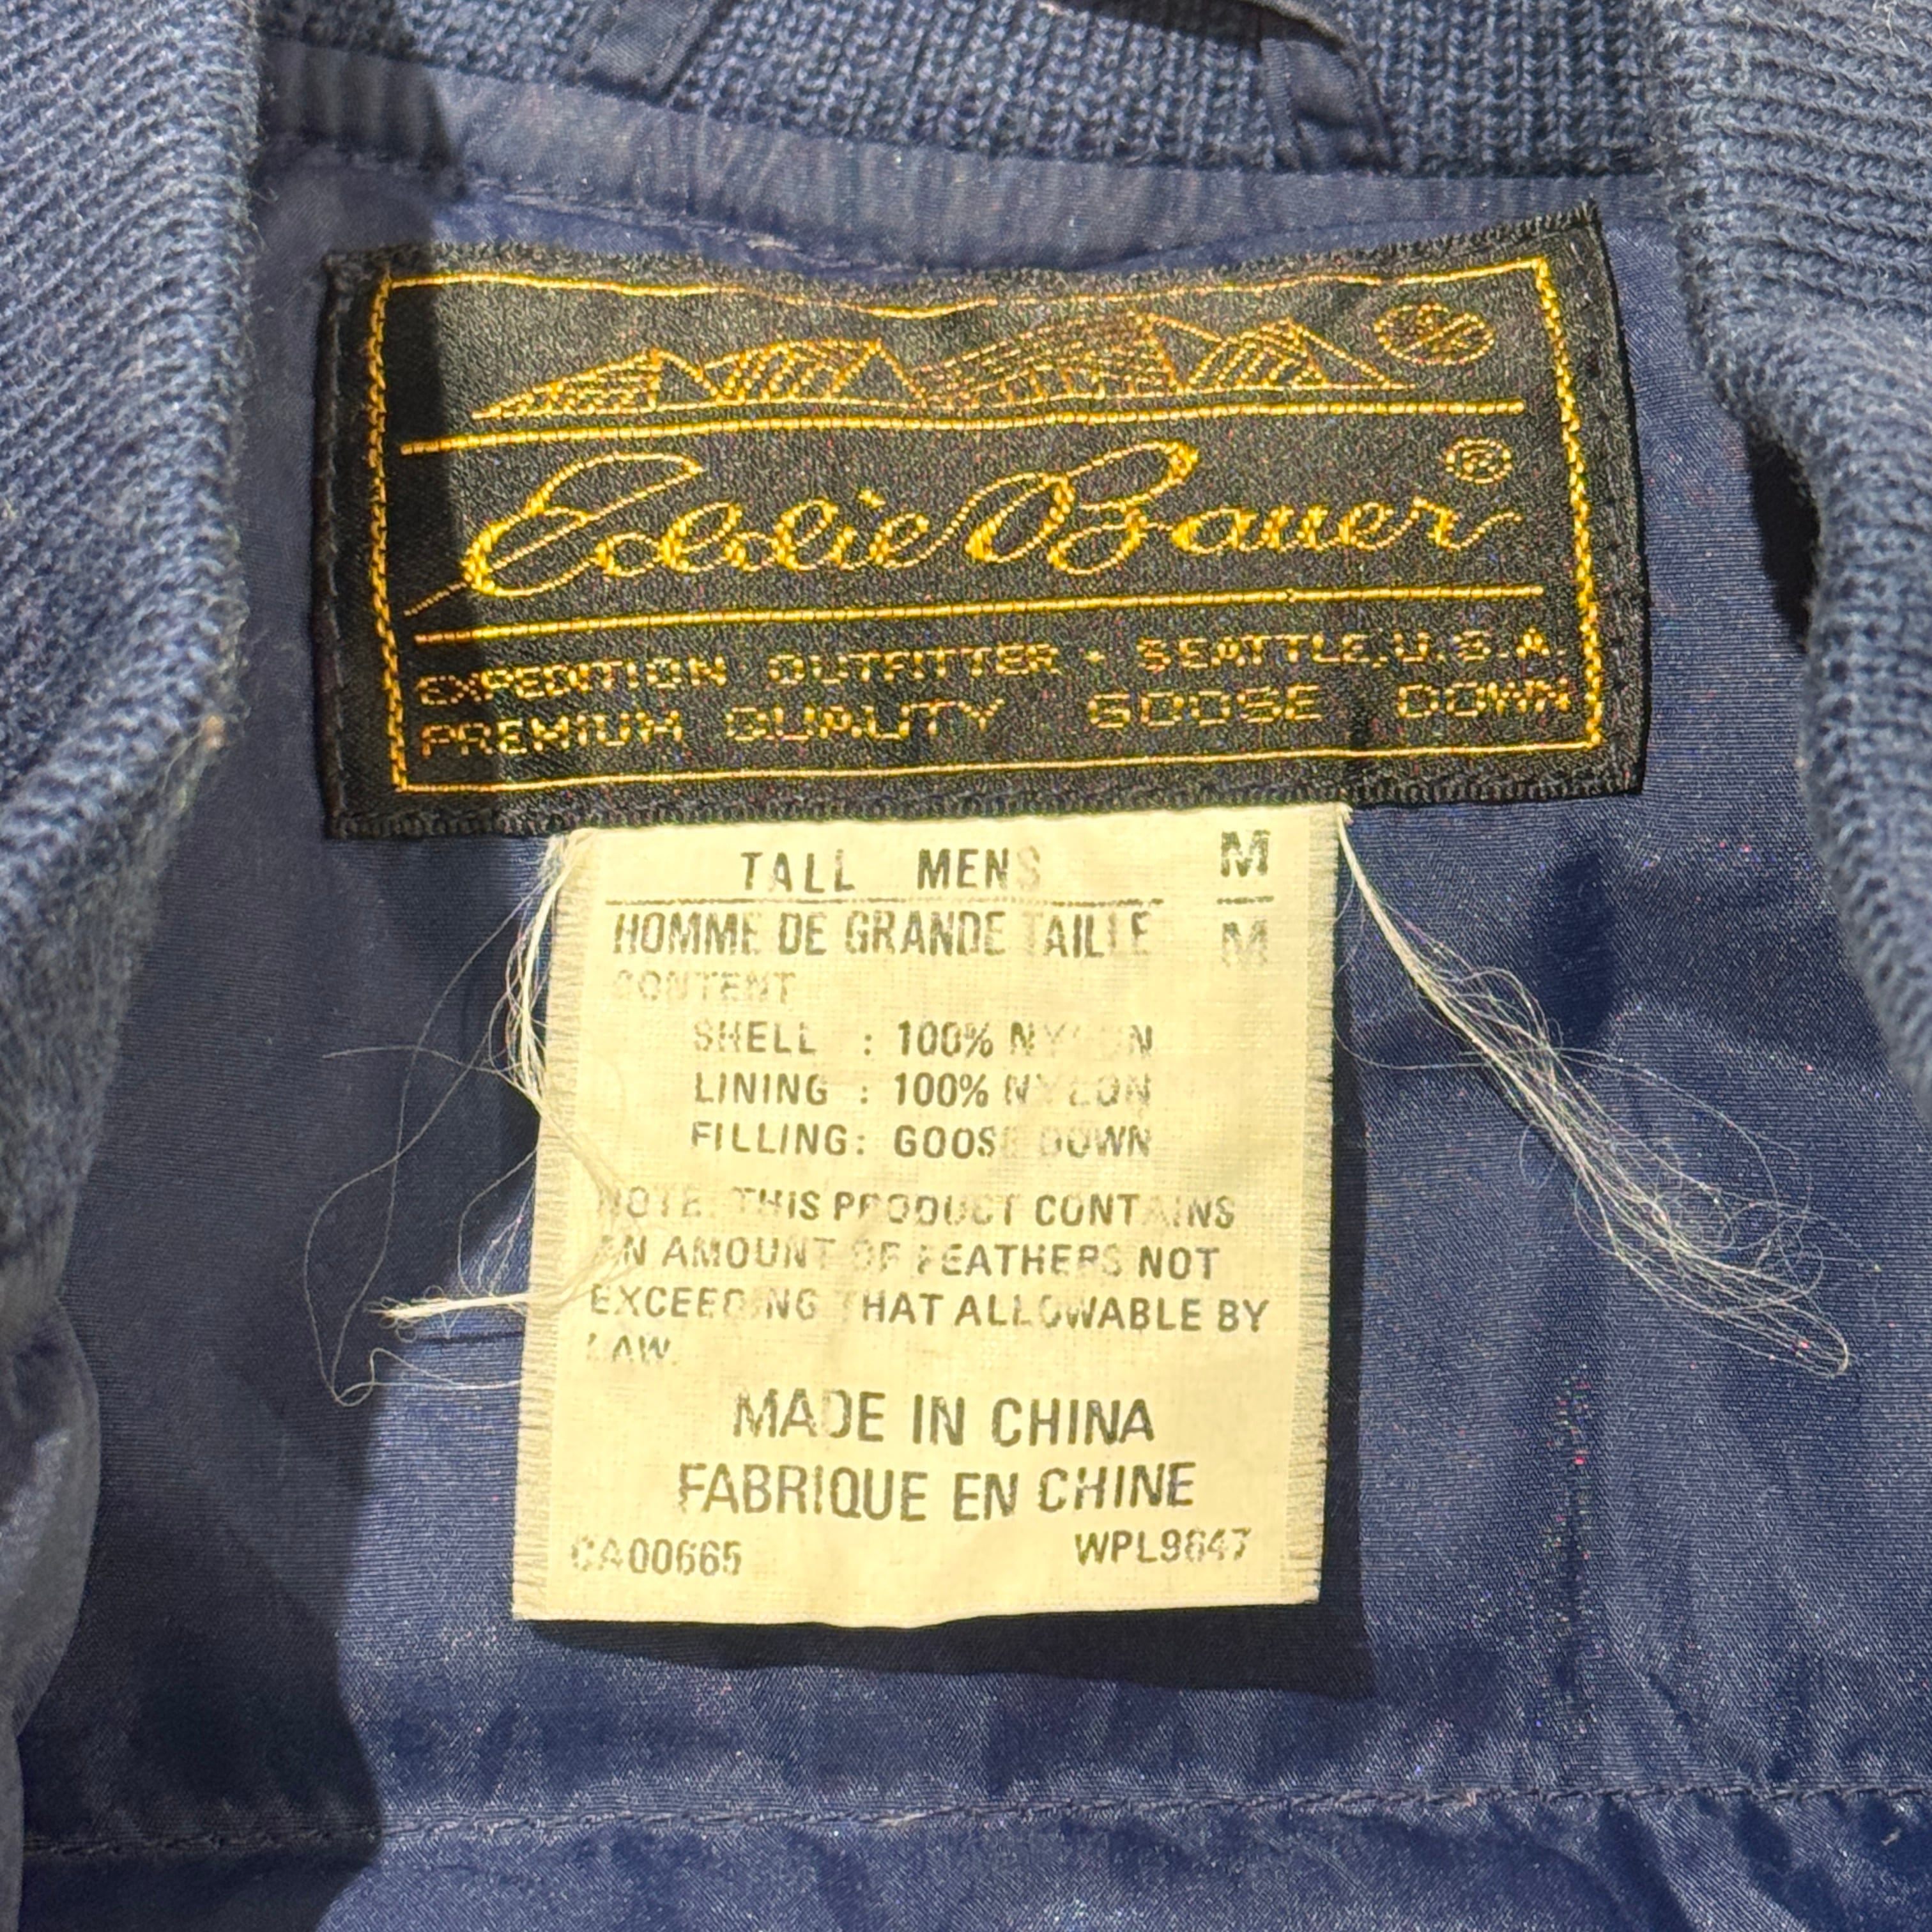 Eddie Bauer®
EXPEDITION OUTFITTER · SEATTLE, U.S.A.
PREMIUM QUALITY GOOSE DOWN
TALL MENS M
HOMME DE GRANDE TAILLE M
CONTENT
SHELL : 100% NYLON
LINING : 100% NYLON
FILLING: GOOSE DOWN
NOTE: THIS PRODUCT CONTAINS
AN AMOUNT OF FEATHERS NOT
EXCEEDING THAT ALLOWABLE BY
LAW.
MADE IN CHINA
FABRIQUE EN CHINE
CA00665 WPL9647